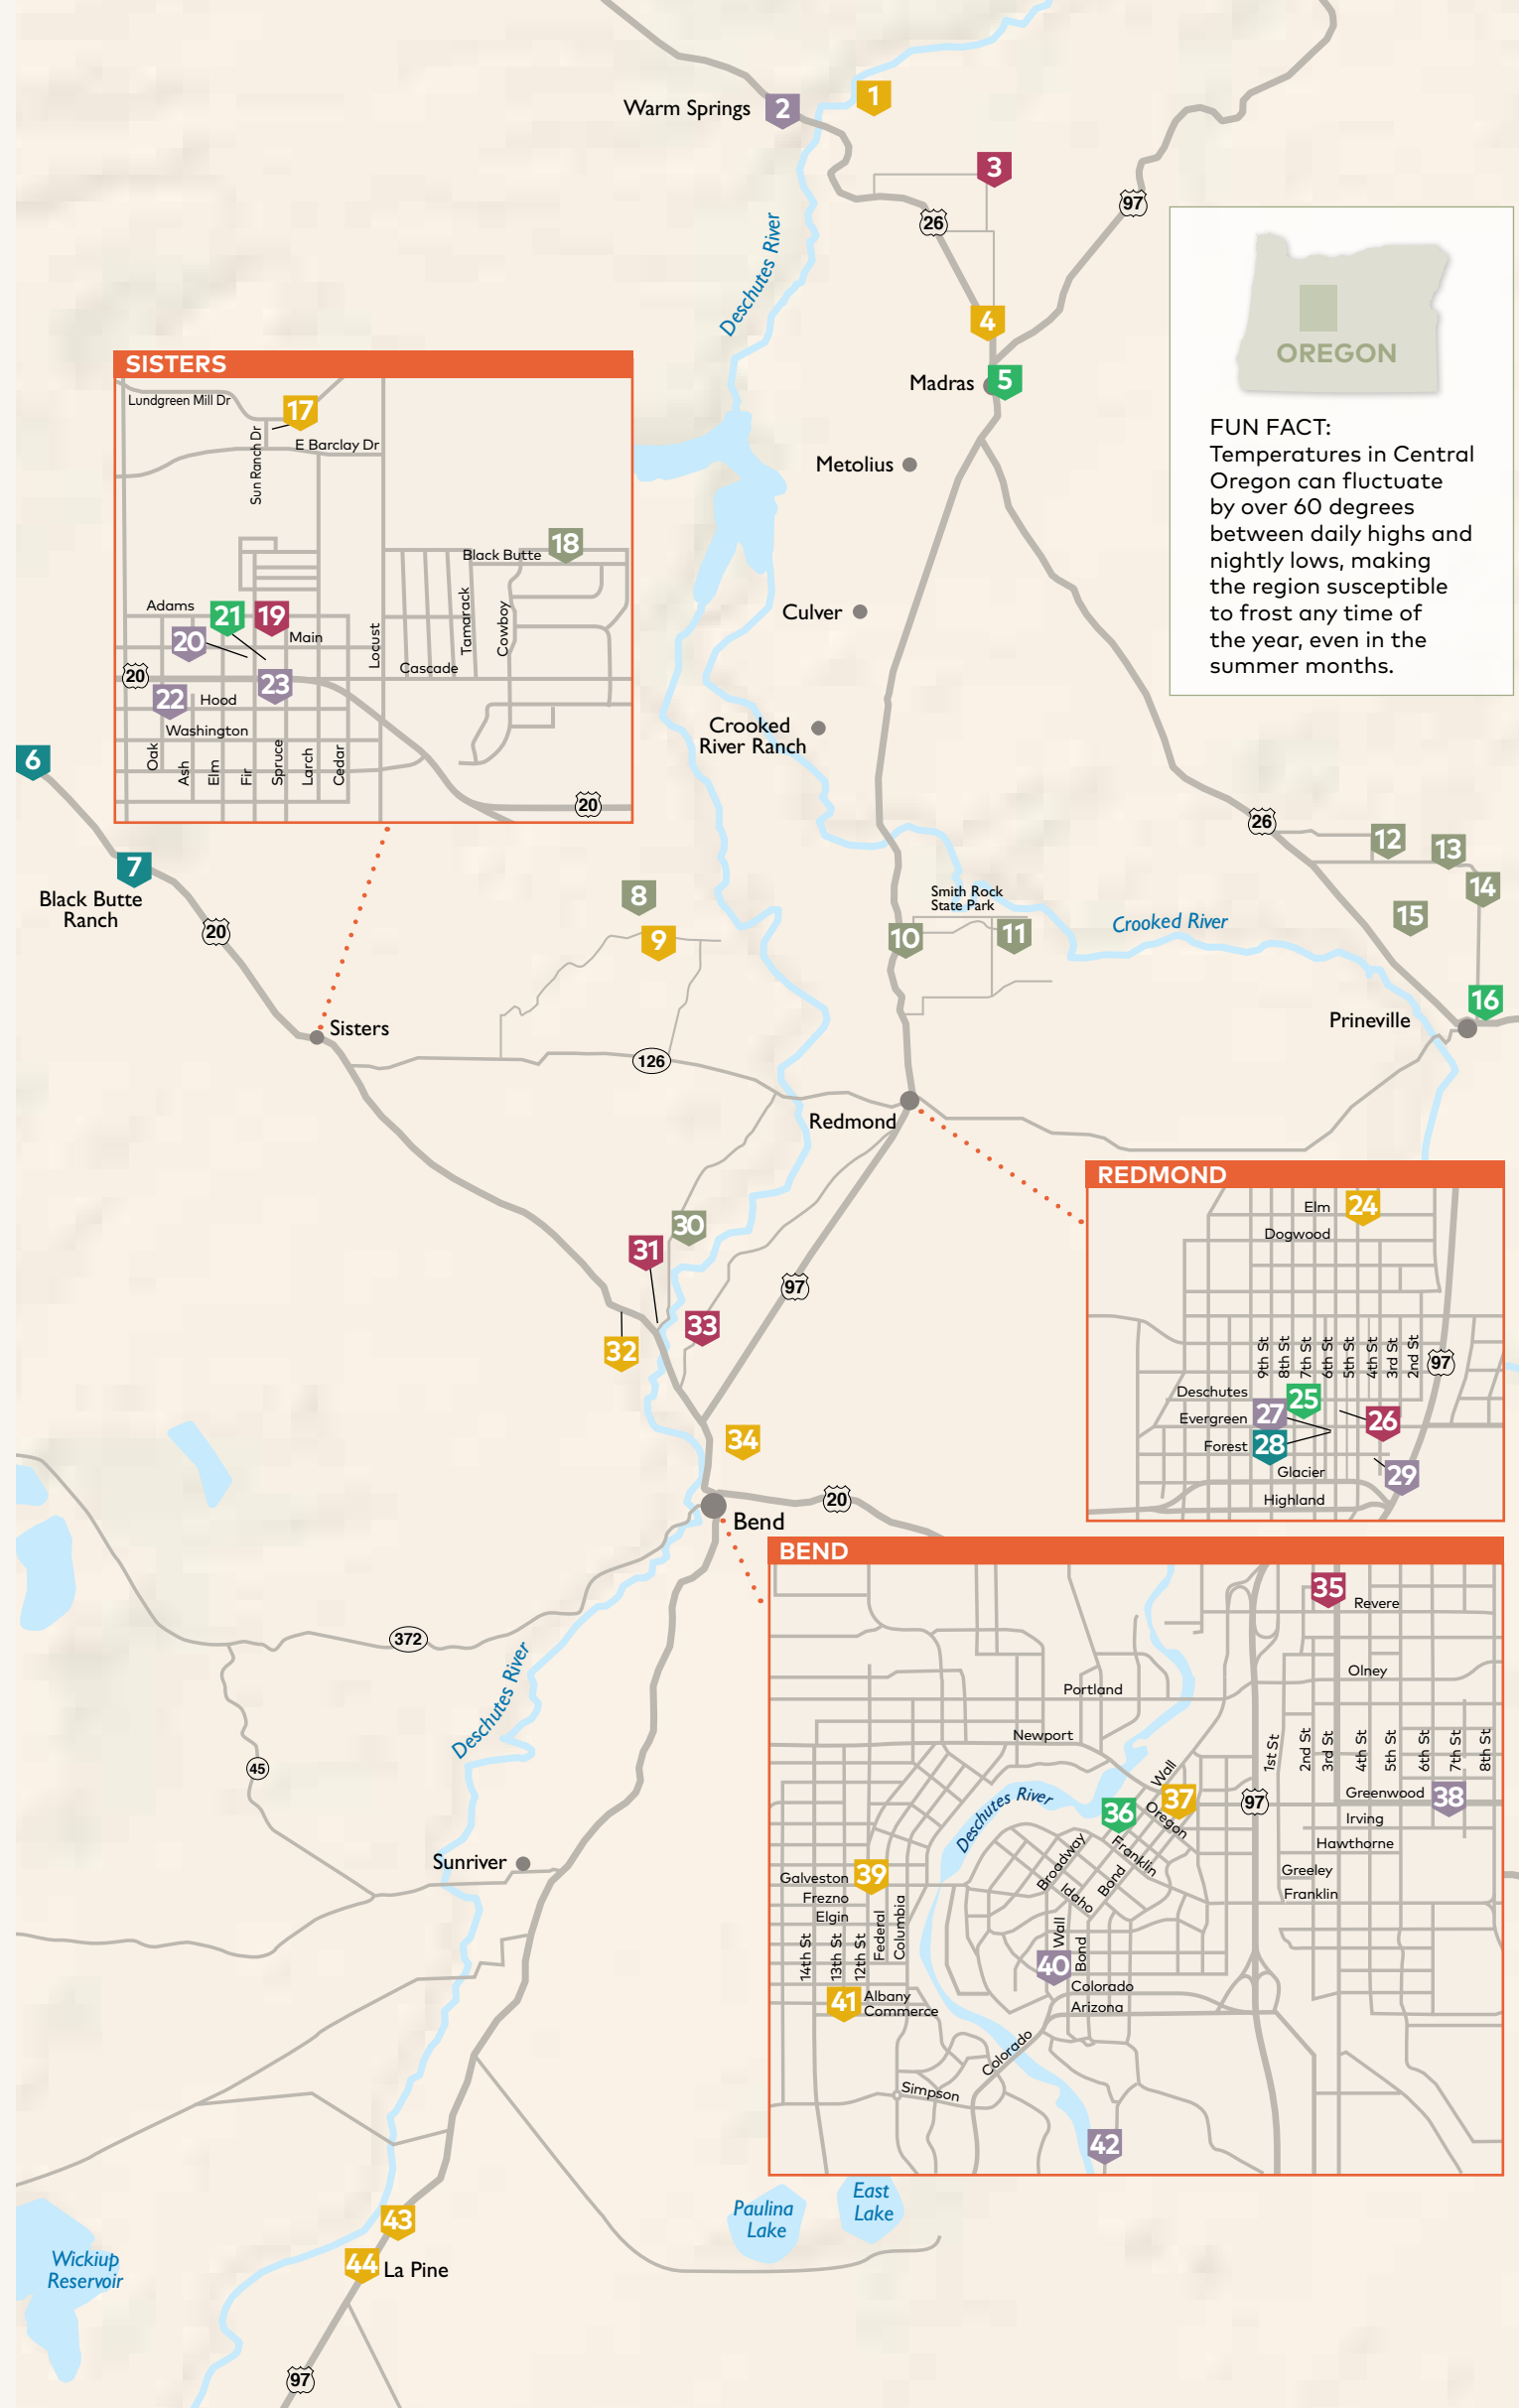 Warm Springs
2
1
3
26
97
Deschutes River
4
Madras
5
Metolius
Culver
Crooked
River Ranch
OREGON
FUN FACT:
Temperatures in Central
Oregon can fluctuate
by over 60 degrees
between daily highs and
nightly lows, making
the region susceptible
to frost any time of
the year, even in the
summer months.
SISTERS
Lundgreen Mill Dr
17
Sun Ranch Dr
E Barclay Dr
18
Black Butte
Adams
21
19
20
Main
Locust
Tamarack
Cowboy
Cascade
20
23
22
Hood
Washington
Oak
Ash
Elm
Fir
Spruce
Larch
Cedar
20
6
7
Black Butte
Ranch
20
Sisters
8
9
126
Smith Rock
State Park
10
11
Crooked River
26
12
13
14
15
16
Prineville
Redmond
30
31
33
32
97
34
20
Bend
REDMOND
Elm
24
Dogwood
9th St
8th St
7th St
6th St
5th St
4th St
3rd St
2nd St
97
Deschutes
25
Evergreen
27
26
Forest
28
Glacier
29
Highland
372
Deschutes River
45
Sunriver
BEND
35
Revere
Olney
Portland
Newport
1st St
2nd St
3rd St
4th St
5th St
6th St
7th St
8th St
Wall
Deschutes River
36
37
Oregon
97
Greenwood
38
Irving
Hawthorne
Broadway
Franklin
Greeley
Idaho
Bond
Franklin
Galveston
39
Frezno
Elgin
14th St
13th St
12th St
Federal
Columbia
Wall
Bond
40
Colorado
Arizona
41
Albany
Commerce
Colorado
Simpson
42
Paulina
Lake
East
Lake
43
44
La Pine
Wickiup
Reservoir
97